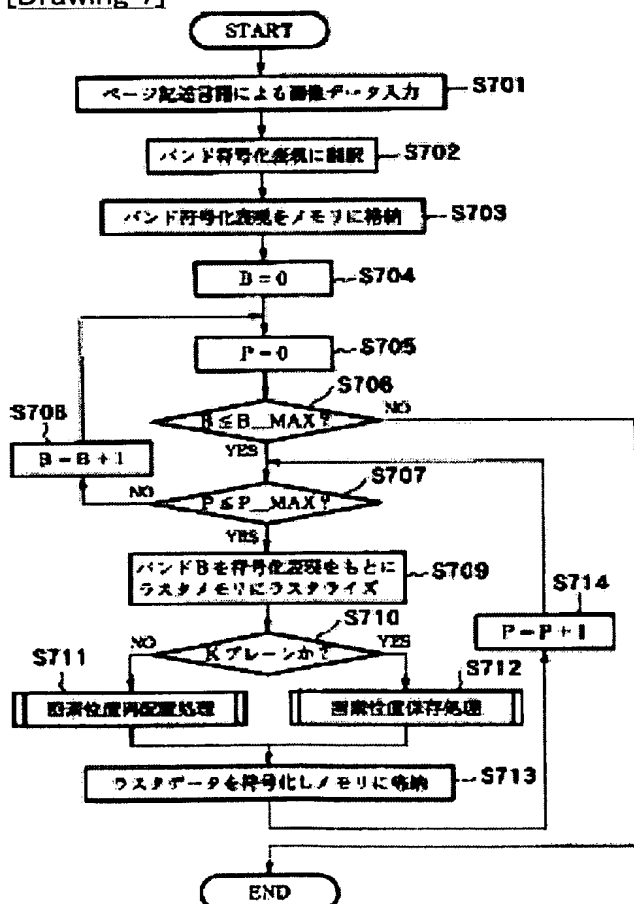 [Drawing 7]
START
ページ記述言語による画像データ入力
S701
バンド符号化表現に翻訳
S702
バンド符号化表現をメモリに格納
S703
B=0
S704
P=0
S705
S706
B≦B_MAX?
NO
YES
S708
B=B+1
S707
P≦P_MAX?
NO
YES
バンドBを符号化表現をもとに
ラスタメモリにラスタライズ
S709
S714
P=P+1
S710
Kプレーンか?
NO
YES
S711
画素位置再配置処理
S712
画素位置保存処理
ラスタデータを符号化しメモリに格納
S713
END